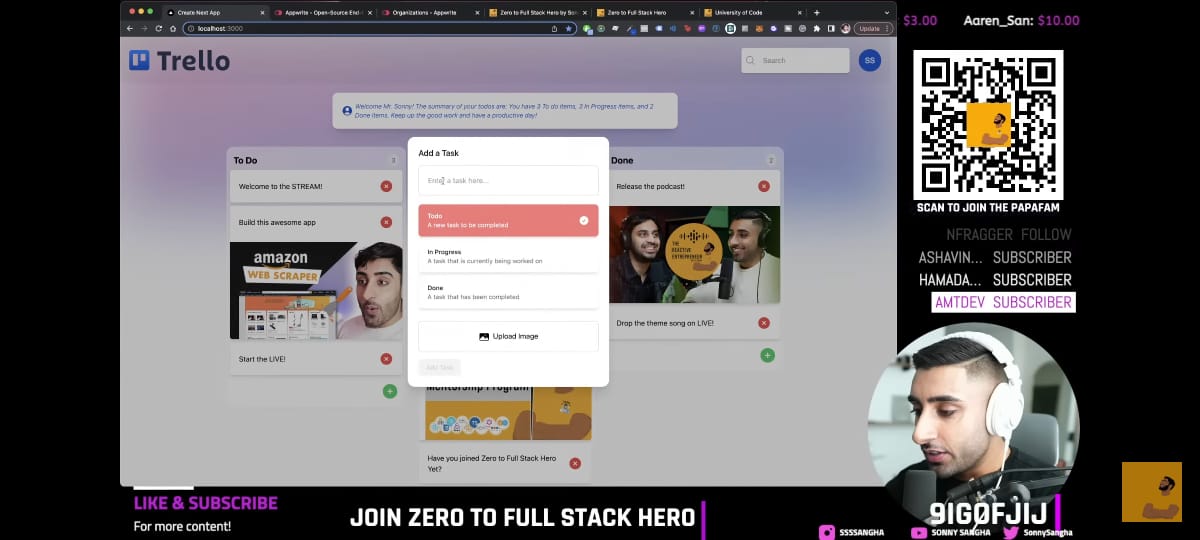 Create Next App
Appwrite - Open-Source End
Organizations - Appwrite
Zero to Full Stack Hero by Son
Zero to Full Stack Hero
University of Code
localhost:3000
Update
$3.00
Aaren_San: $10.00
Trello
Search
SS
Welcome Mr. Sonny! The summary of your todos are: You have 3 To do items, 2 In Progress items, and 2
Done items. Keep up the good work and have a productive day!
To Do
3
Welcome to the STREAM!
Build this awesome app
amazon
WEB SCRAPER
Start the LIVE!
Add a Task
Enter a task here...
Todo
A new task to be completed
In Progress
A task that is currently being worked on
Done
A task that has been completed
Upload Image
Add Task
Mentorship Program
Have you joined Zero to Full Stack Hero
Yet?
Done
2
Release the podcast!
THE
REACTIVE
ENTREPRENEUR
Drop the theme song on LIVE!
SCAN TO JOIN THE PAPAFAM
NFRAGGER FOLLOW
ASHAVIN... SUBSCRIBER
HAMADA... SUBSCRIBER
AMTDEV SUBSCRIBER
LIKE & SUBSCRIBE
For more content!
JOIN ZERO TO FULL STACK HERO
9IG0FJIJ
SSSSANGHA
SONNY SANGHA
SonnySangha